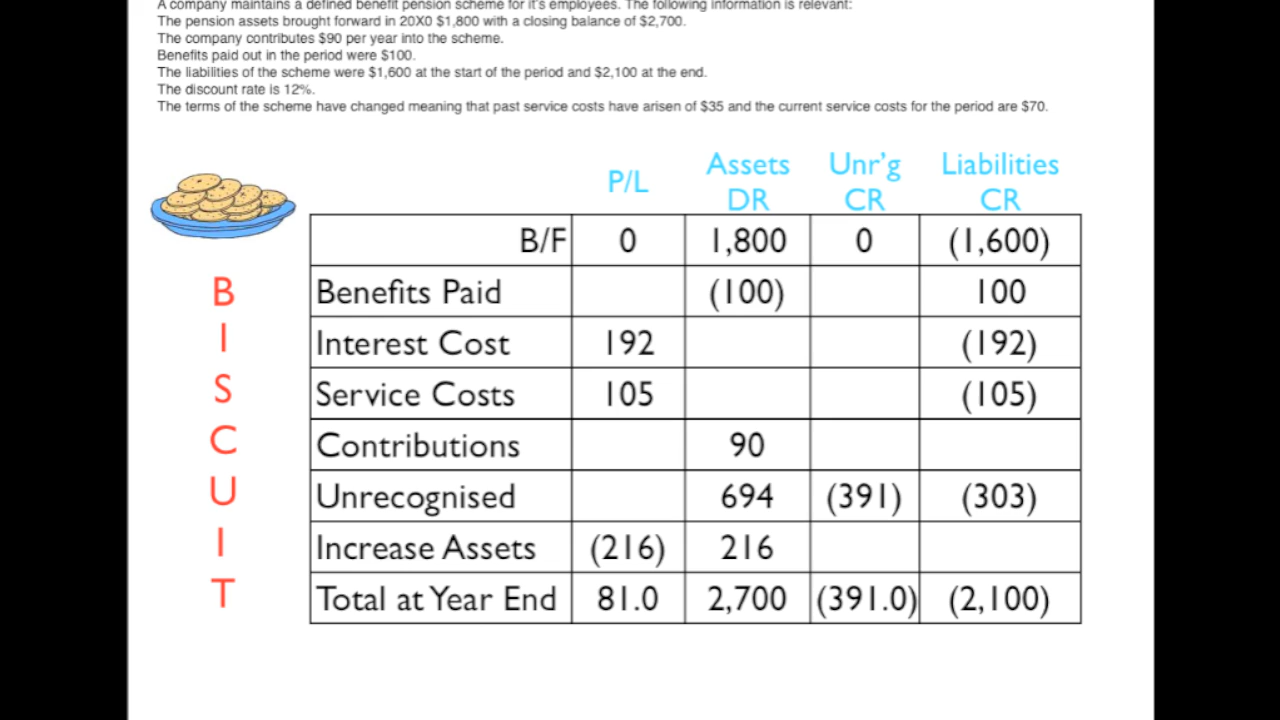 A company maintains a defined benefit pension scheme for it's employees. The following information is relevant:
The pension assets brought forward in 20X0 $1,800 with a closing balance of $2,700.
The company contributes $90 per year into the scheme.
Benefits paid out in the period were $100.
The liabilities of the scheme were $1,600 at the start of the period and $2,100 at the end.
The discount rate is 12%.
The terms of the scheme have changed meaning that past service costs have arisen of $35 and the current service costs for the period are $70.
P/L Assets DR Unr'g CR Liabilities CR
B/F 0 1,800 0 (1,600)
B Benefits Paid (100) 100
I Interest Cost 192 (192)
S Service Costs 105 (105)
C Contributions 90
U Unrecognised 694 (391) (303)
I Increase Assets (216) 216
T Total at Year End 81.0 2,700 (391.0) (2,100)